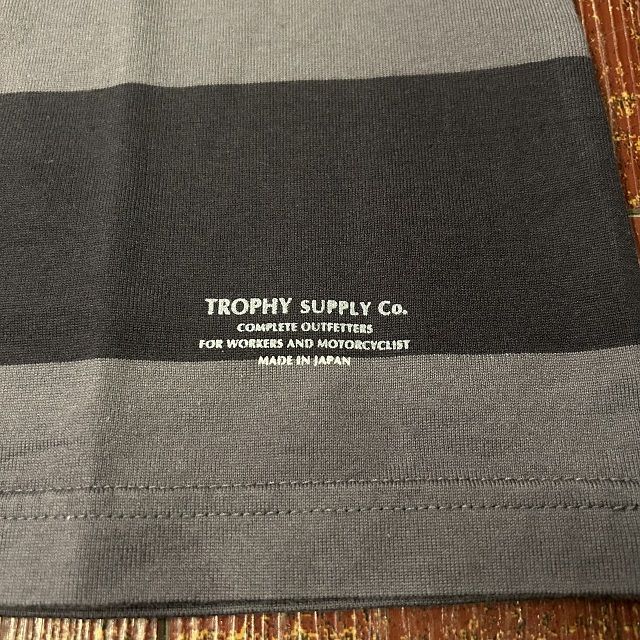 TROPHY SUPPLY Co.
COMPLETE OUTFETTERS
FOR WORKERS AND MOTORCYCLIST
MADE IN JAPAN